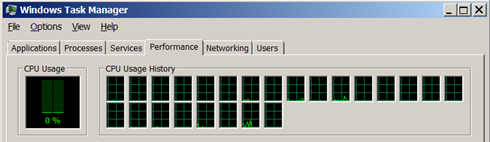 Windows Task Manager
File Options View Help
Applications Processes Services Performance Networking Users
CPU Usage CPU Usage History
0 %